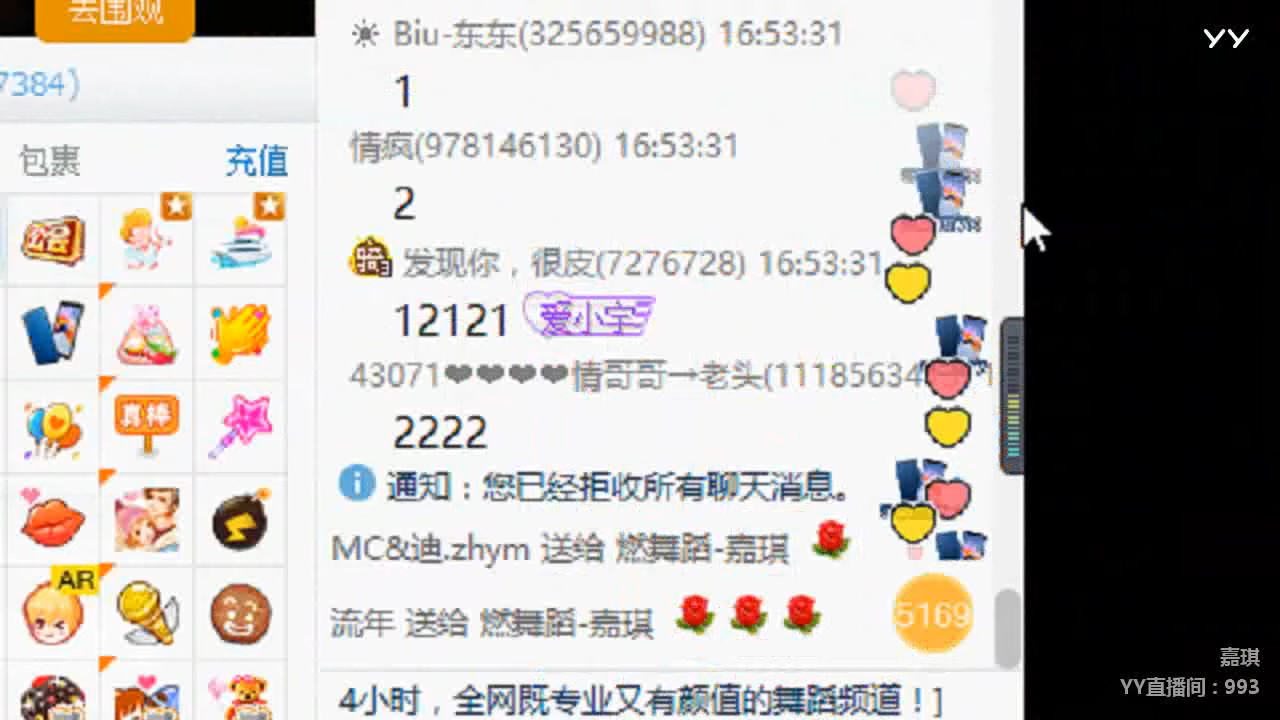 去围观
YY
Biu-东东(325659988) 16:53:31
7384)
1
情疯(978146130) 16:53:31
包裹 充值
2
发现你，很皮(7276728) 16:53:31
12121 爱小宇
43071❤❤❤❤情哥哥→老头(11185634
2222
真棒
通知：您已经拒收所有聊天消息。
MC&迪.zhym 送给 燃舞蹈-嘉琪
AR
流年 送给 燃舞蹈-嘉琪
5169
嘉琪
YY直播间：993
4小时，全网既专业又有颜值的舞蹈频道！]